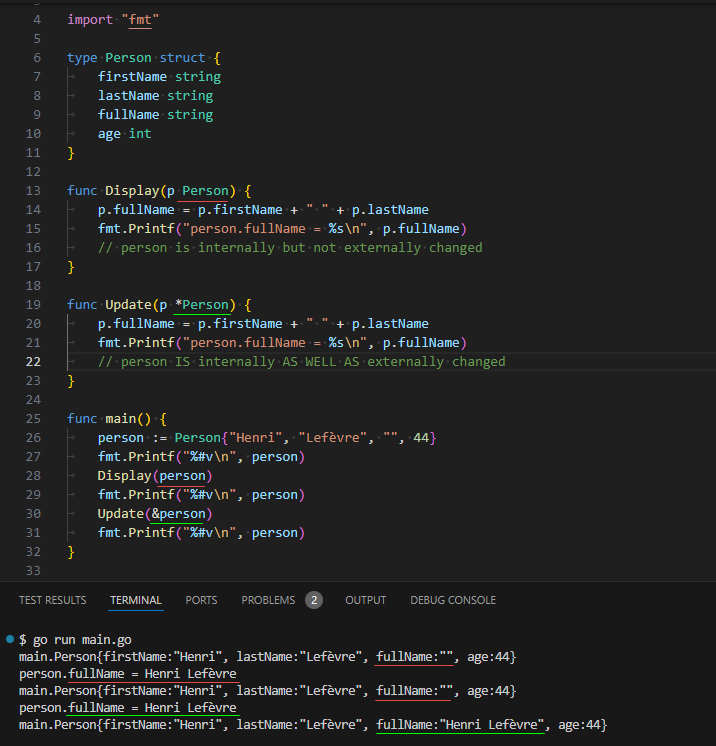 4 import "fmt"
5
6 type Person struct {
7 firstName string
8 lastName string
9 fullName string
10 age int
11 }
12
13 func Display(p Person) {
14 p.fullName = p.firstName + " " + p.lastName
15 fmt.Printf("person.fullName = %s\n", p.fullName)
16 // person is internally but not externally changed
17 }
18
19 func Update(p *Person) {
20 p.fullName = p.firstName + " " + p.lastName
21 fmt.Printf("person.fullName = %s\n", p.fullName)
22 // person IS internally AS WELL AS externally changed
23 }
24
25 func main() {
26 person := Person{"Henri", "Lefèvre", "", 44}
27 fmt.Printf("%#v\n", person)
28 Display(person)
29 fmt.Printf("%#v\n", person)
30 Update(&person)
31 fmt.Printf("%#v\n", person)
32 }
33
TEST RESULTS TERMINAL PORTS PROBLEMS 2 OUTPUT DEBUG CONSOLE
$ go run main.go
main.Person{firstName:"Henri", lastName:"Lefèvre", fullName:"", age:44}
person.fullName = Henri Lefèvre
main.Person{firstName:"Henri", lastName:"Lefèvre", fullName:"", age:44}
person.fullName = Henri Lefèvre
main.Person{firstName:"Henri", lastName:"Lefèvre", fullName:"Henri Lefèvre", age:44}